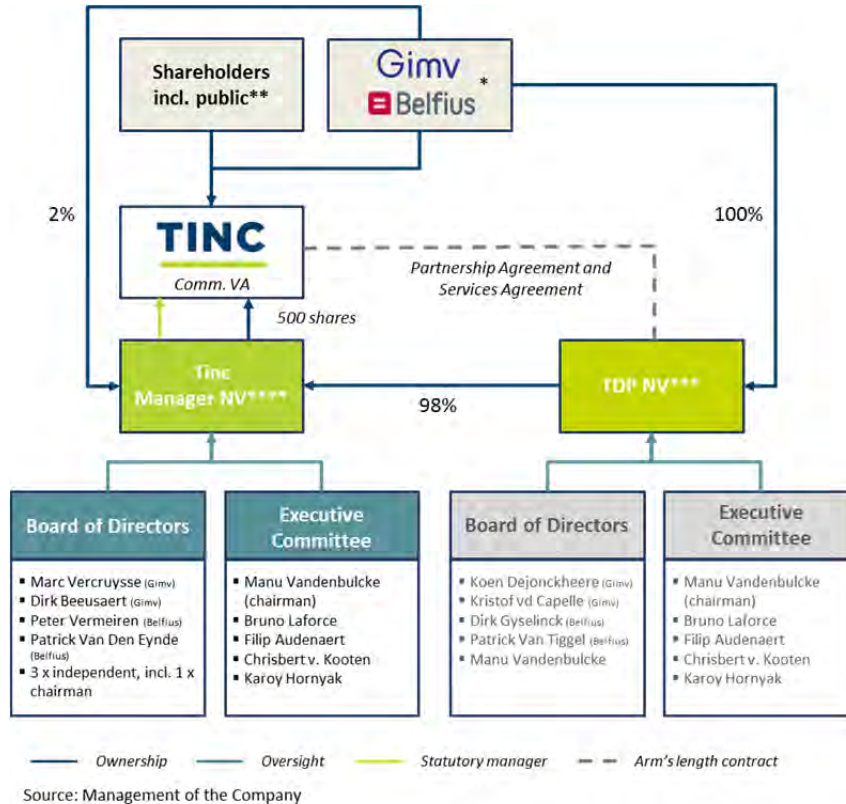 Shareholders
incl. public**
Gimv
Belfius
*
2%
100%
TINC
Comm. VA
Partnership Agreement and
Services Agreement
500 shares
Tinc
Manager NV****
TDP NV***
98%
Board of Directors
Executive
Committee
Board of Directors
Executive
Committee
▪ Marc Vercruysse (Gimv)
▪ Dirk Beeusaert (Gimv)
▪ Peter Vermeiren (Belfius)
▪ Patrick Van Den Eynde
(Belfius)
▪ 3 x independent, incl. 1 x
chairman
▪ Manu Vandenbulcke
(chairman)
▪ Bruno Laforce
▪ Filip Audenaert
▪ Chrisbert v. Kooten
▪ Karoy Hornyak
▪ Koen Dejonckheere (Gimv)
▪ Kristof vd Capelle (Gimv)
▪ Dirk Gyselinck (Belfius)
▪ Patrick Van Tiggel (Belfius)
▪ Manu Vandenbulcke
▪ Manu Vandenbulcke
(chairman)
▪ Bruno Laforce
▪ Filip Audenaert
▪ Chrisbert v. Kooten
▪ Karoy Hornyak
Ownership
Oversight
Statutory manager
Arm's length contract
Source: Management of the Company